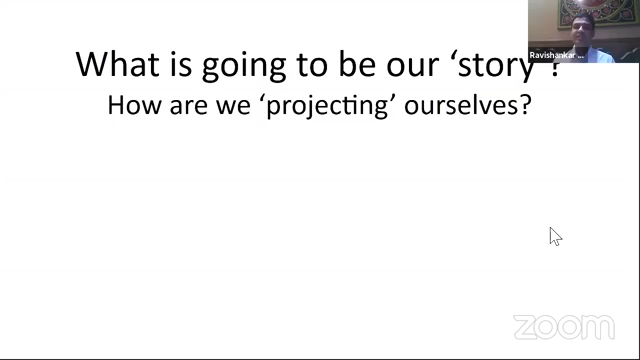 What is going to be our ‘story’?
How are we ‘projecting’ ourselves?
Ravishankar ...
zoom